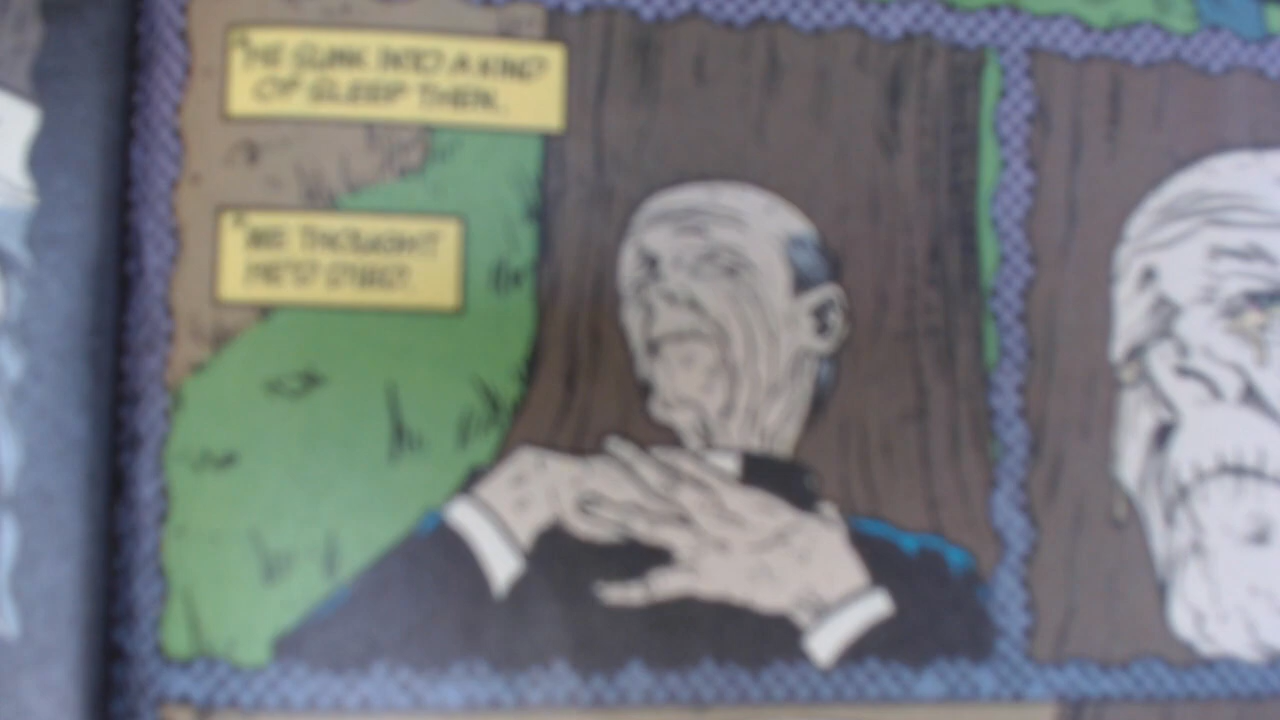 "HE SUNK INTO A KIND
OF SLEEP THEN.
"WE THOUGHT
HE'D DIED.